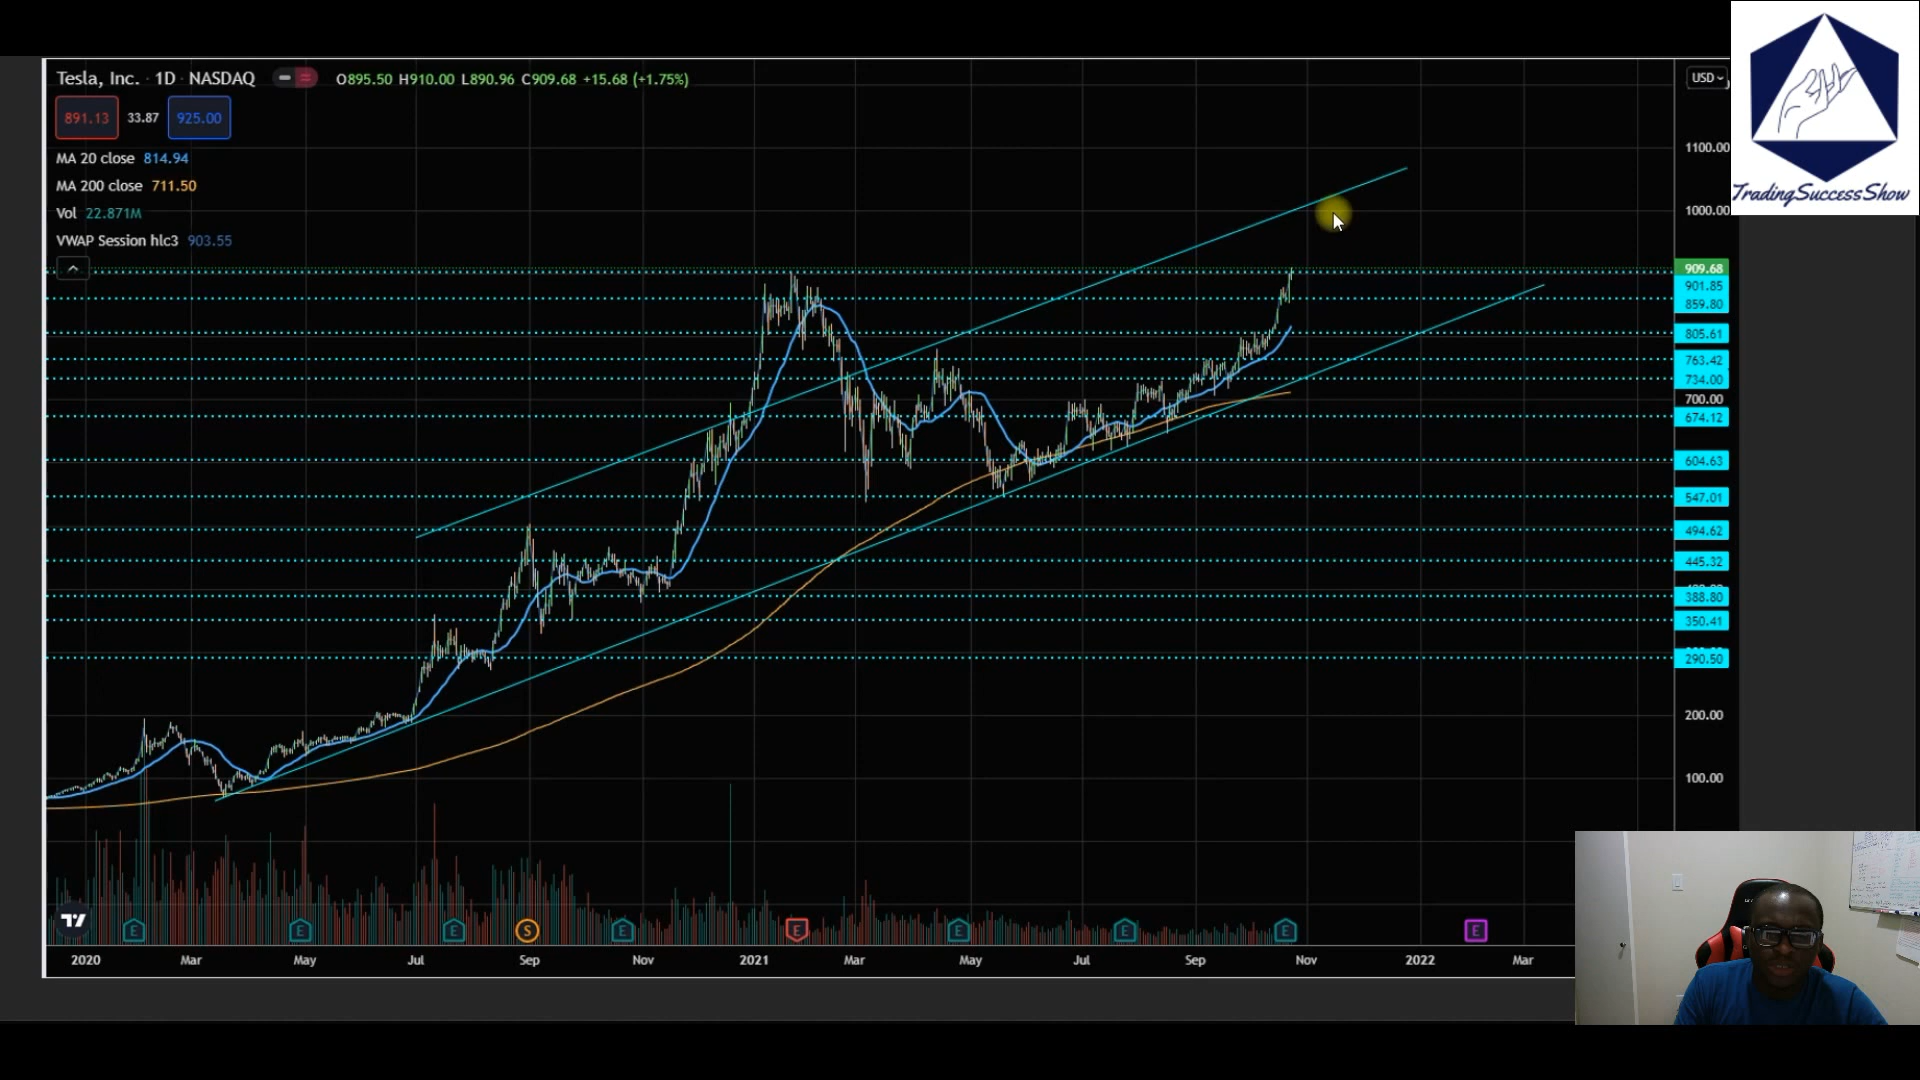 Tesla, Inc. · 1D · NASDAQ O895.50 H910.00 L890.96 C909.68 +15.68 (+1.75%)
891.13 33.87 925.00
MA 20 close 814.94
MA 200 close 711.50
Vol 22.871M
VWAP Session hlc3 903.55
USD
1100.00
1000.00
909.68
901.85
859.80
805.61
763.42
734.00
700.00
674.12
604.63
547.01
494.62
445.32
388.80
350.41
290.50
200.00
100.00
TradingSuccessShow
E E E S E E E E E E
2020 Mar May Jul Sep Nov 2021 Mar May Jul Sep Nov 2022 Mar